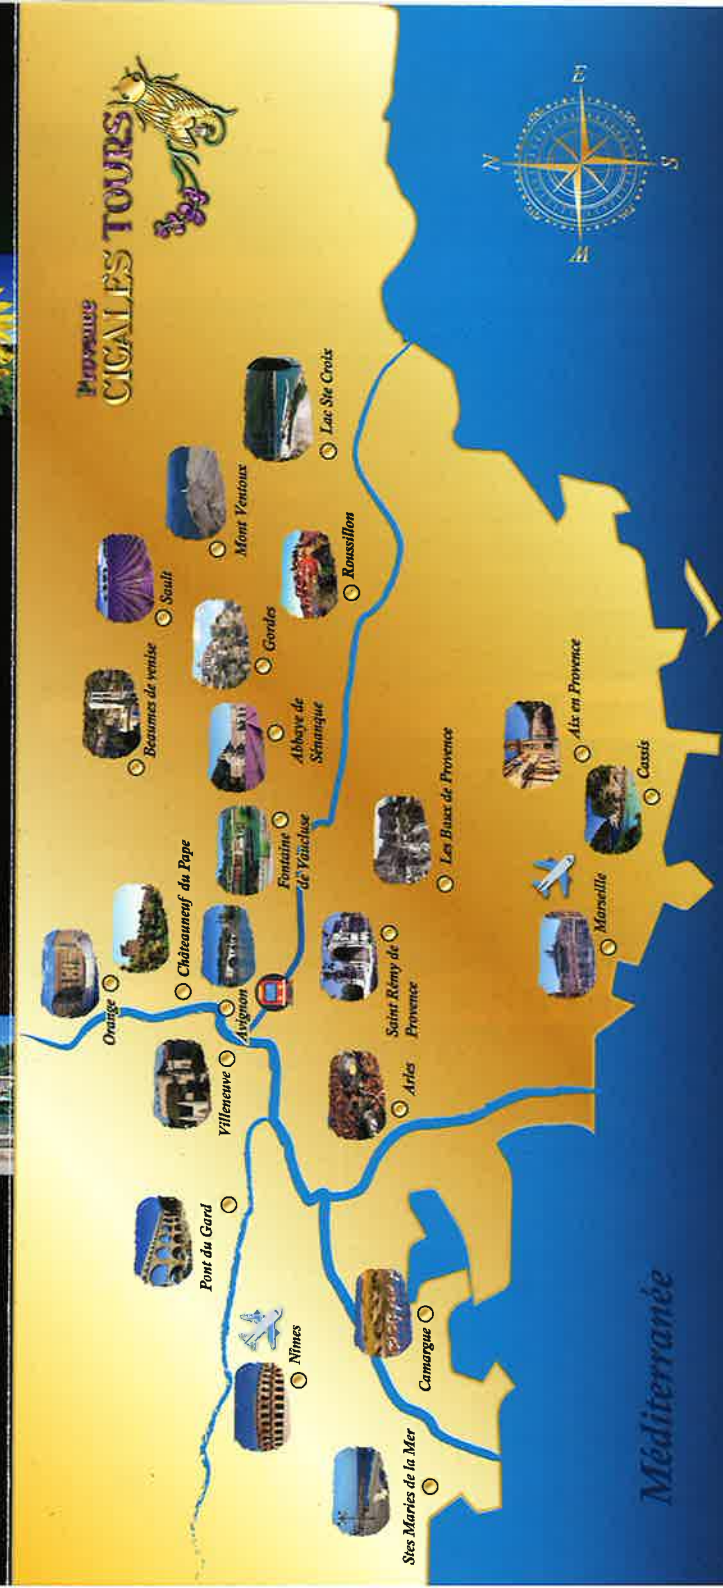 Provence
CIGALES TOURS
Orange
Châteauneuf du Pape
Beaumes de venise
Sault
Mont Ventoux
Lac Ste Croix
Villeneuve
Avignon
Fontaine
de Vaucluse
Abbaye de
Sénanque
Gordes
Roussillon
Pont du Gard
Nîmes
Arles
Saint Rémy de
Provence
Les Baux de Provence
Camargue
Stes Maries de la Mer
Marseille
Aix en Provence
Cassis
Méditerranée
N
E
S
W